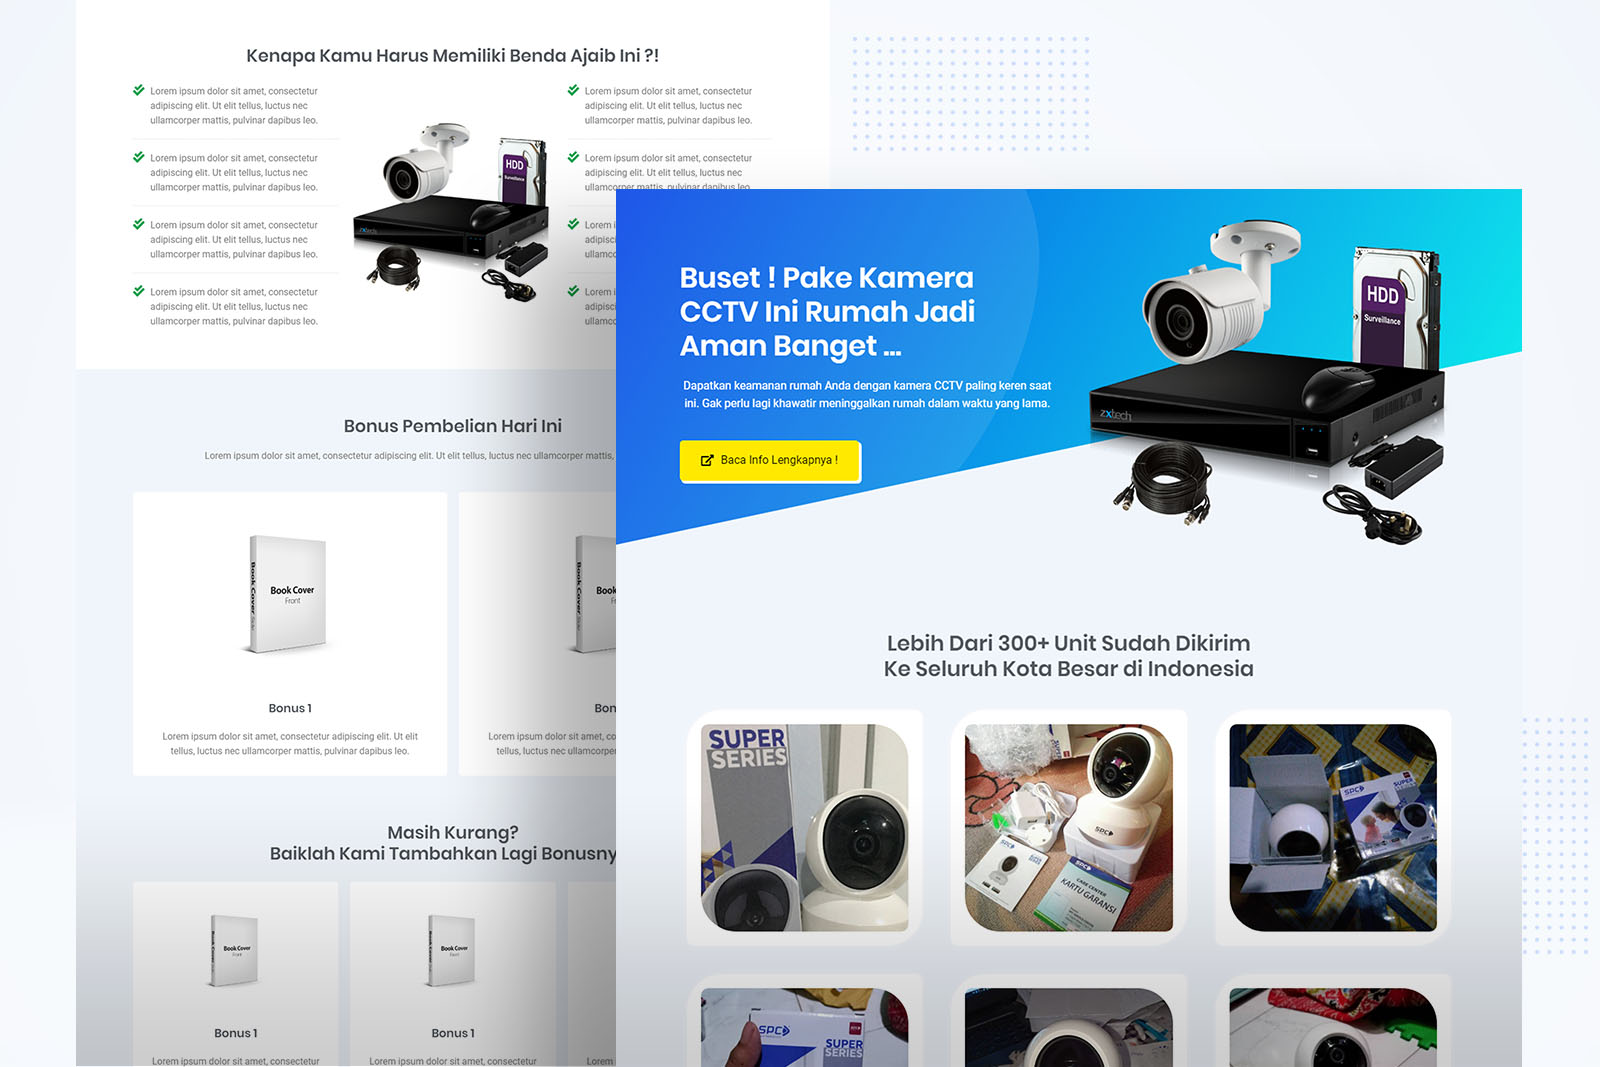 Kenapa Kamu Harus Memiliki Benda Ajaib Ini ?!
Lorem ipsum dolor sit amet, consectetur
adipiscing elit. Ut elit tellus, luctus nec
ullamcorper mattis, pulvinar dapibus leo.
Lorem ipsum dolor sit amet, consectetur
adipiscing elit. Ut elit tellus, luctus nec
ullamcorper mattis, pulvinar dapibus leo.
Lorem ipsum dolor sit amet, consectetur
adipiscing elit. Ut elit tellus, luctus nec
ullamcorper mattis, pulvinar dapibus leo.
Lorem ipsum dolor sit amet, consectetur
adipiscing elit. Ut elit tellus, luctus nec
ullamcorper mattis, pulvinar dapibus leo.
HDD
Surveillance
zxtech
Lorem ipsum dolor sit amet, consectetur
adipiscing elit. Ut elit tellus, luctus nec
ullamcorper mattis, pulvinar dapibus leo.
Lorem ipsum dolor sit amet, consectetur
adipiscing elit. Ut elit tellus, luctus nec
ullamcorper mattis, pulvinar dapibus leo.
Lorem i
adipisc
ullamc
Lorem i
adipisc
ullamc
Bonus Pembelian Hari Ini
Lorem ipsum dolor sit amet, consectetur adipiscing elit. Ut elit tellus, luctus nec ullamcorper mattis,
Book Cover
Book Cover
Front
Bonus 1
Lorem ipsum dolor sit amet, consectetur adipiscing elit. Ut elit
tellus, luctus nec ullamcorper mattis, pulvinar dapibus leo.
Book Cover
Book
Fr
Bon
Lorem ipsum dolor sit amet, co
tellus, luctus nec ullamcorpe
Masih Kurang?
Baiklah Kami Tambahkan Lagi Bonusny
Book Cover
Book Cover
Front
Bonus 1
Lorem ipsum dolor sit amet, consectetur
Book Cover
Book Cover
Front
Bonus 1
Lorem ipsum dolor sit amet, consectetur
Lorem
Buset ! Pake Kamera
CCTV Ini Rumah Jadi
Aman Banget ...
Dapatkan keamanan rumah Anda dengan kamera CCTV paling keren saat
ini. Gak perlu lagi khawatir meninggalkan rumah dalam waktu yang lama.
Baca Info Lengkapnya !
HDD
Surveillance
zxtech
Lebih Dari 300+ Unit Sudah Dikirim
Ke Seluruh Kota Besar di Indonesia
SUPER
SERIES
SPC
SPC
CARE CENTER
KARTU GARANSI
SPC
SUPER
SERIES
SPC
SUPER
SERIES